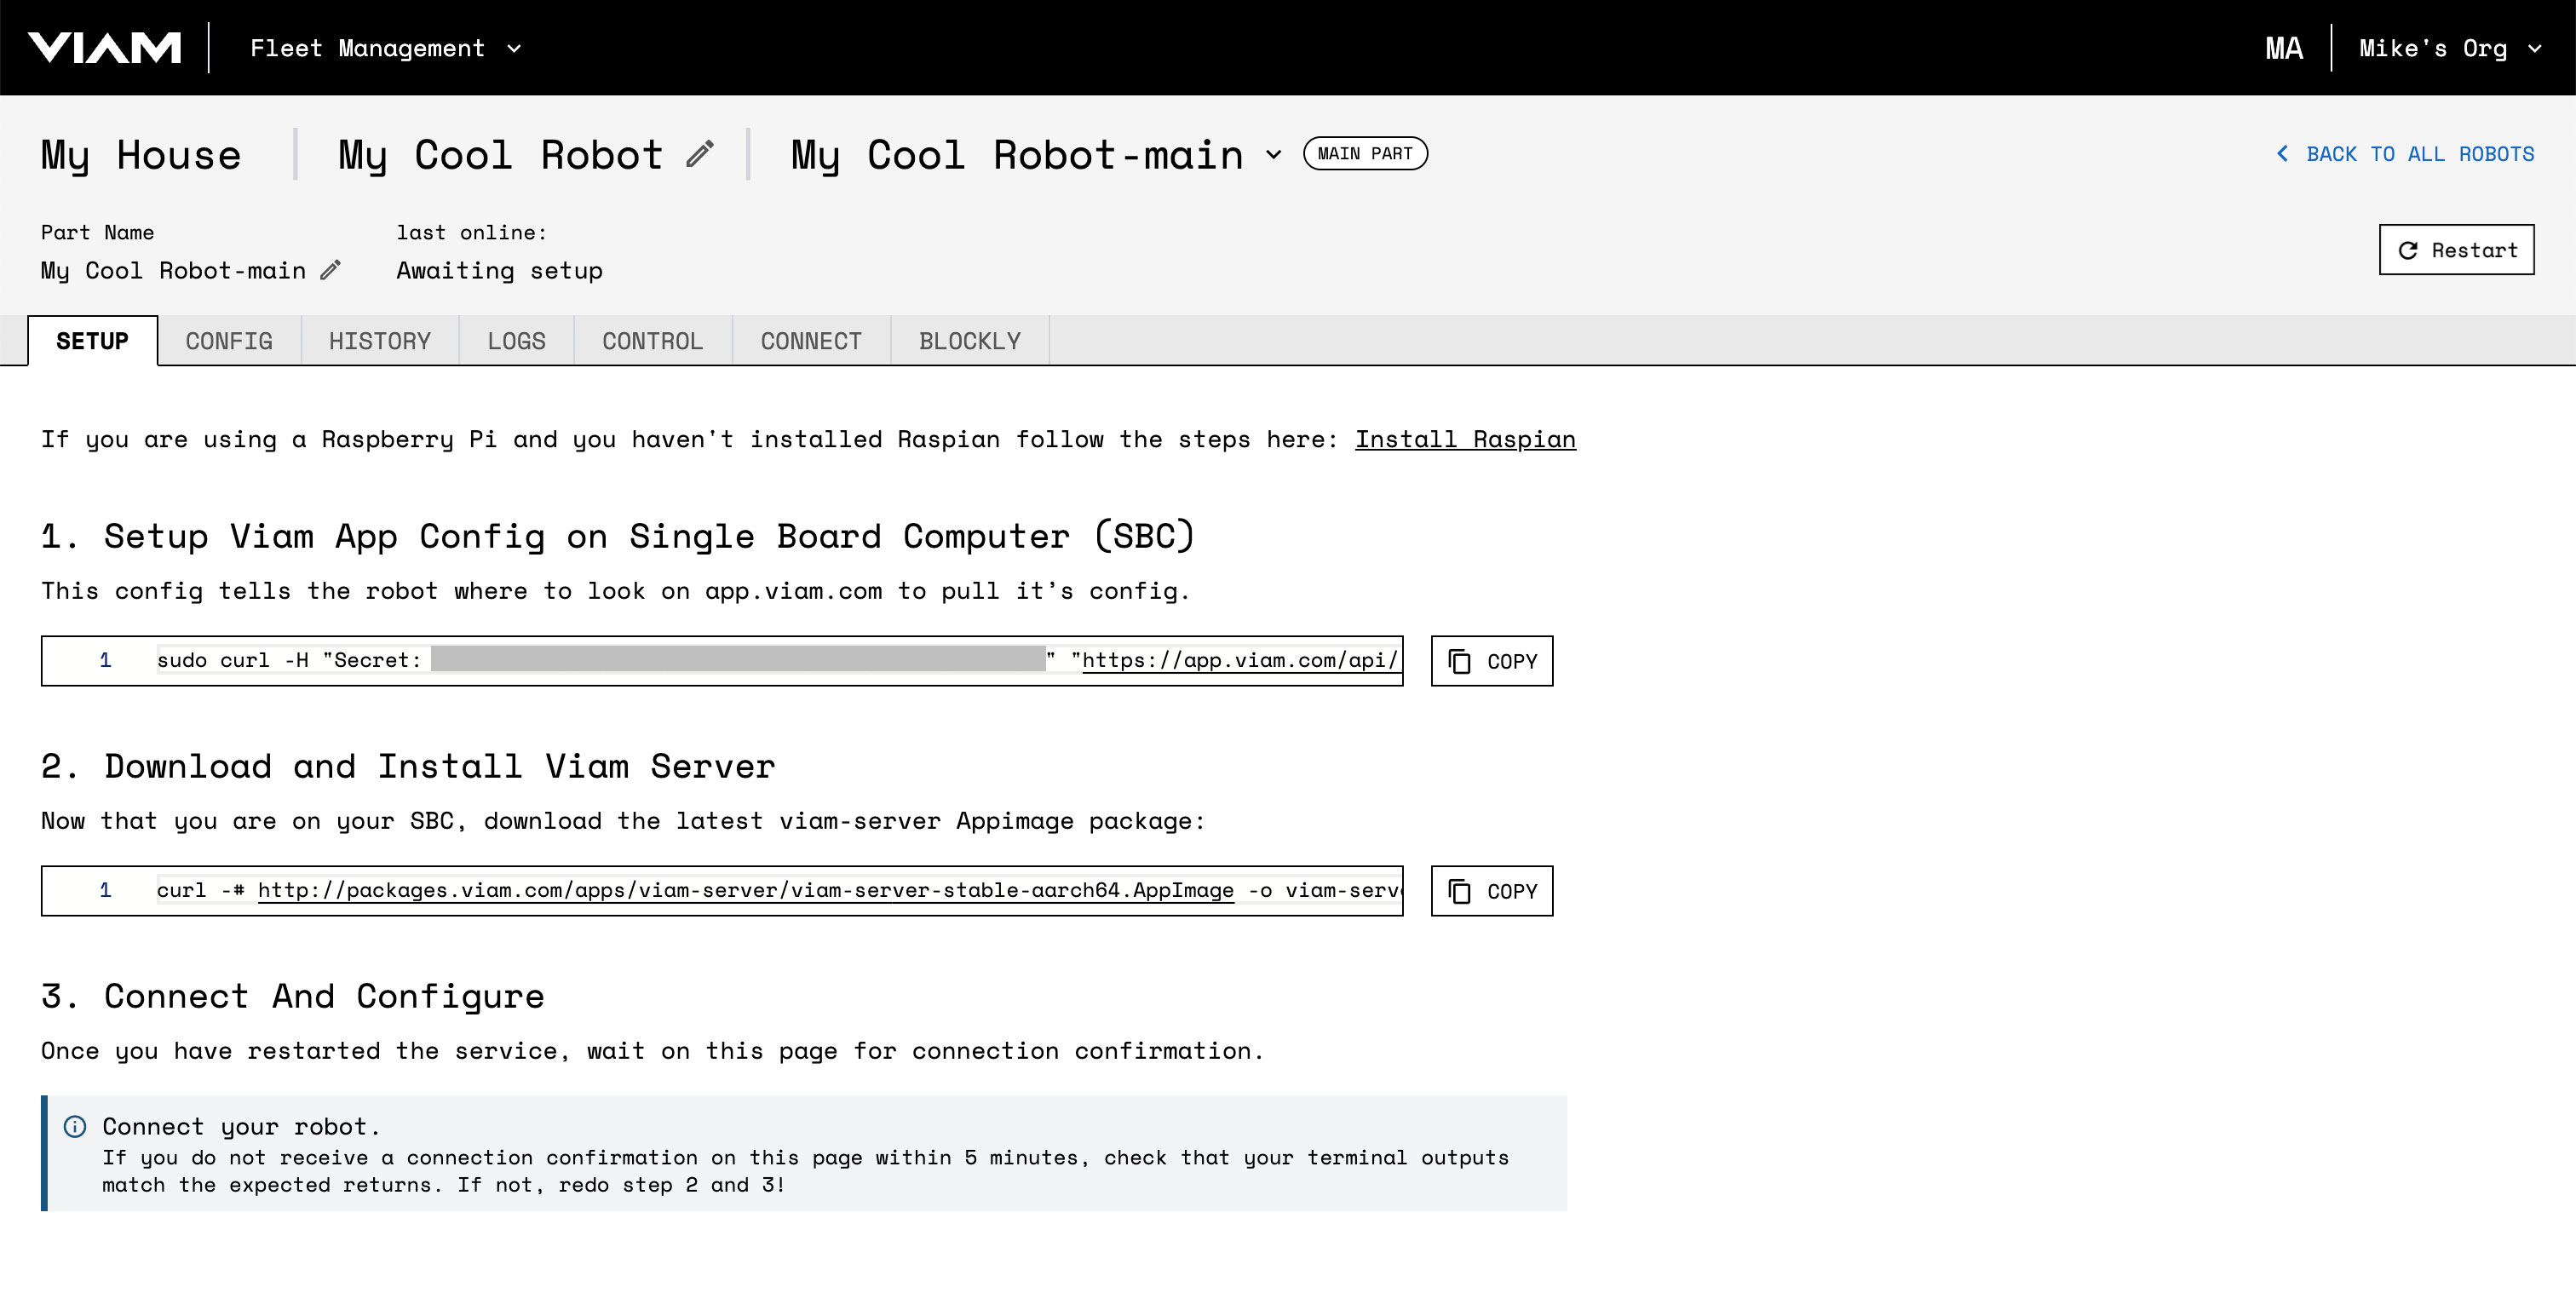 VIAM
Fleet Management
MA
Mike's Org
My House
My Cool Robot
My Cool Robot-main
MAIN PART
BACK TO ALL ROBOTS
Part Name
last online:
My Cool Robot-main
Awaiting setup
Restart
SETUP
CONFIG
HISTORY
LOGS
CONTROL
CONNECT
BLOCKLY
If you are using a Raspberry Pi and you haven't installed Raspian follow the steps here: Install Raspian
1. Setup Viam App Config on Single Board Computer (SBC)
This config tells the robot where to look on app.viam.com to pull it’s config.
1
sudo curl -H "Secret: " "https://app.viam.com/api/
COPY
2. Download and Install Viam Server
Now that you are on your SBC, download the latest viam-server Appimage package:
1
curl -# http://packages.viam.com/apps/viam-server/viam-server-stable-aarch64.AppImage -o viam-serv
COPY
3. Connect And Configure
Once you have restarted the service, wait on this page for connection confirmation.
Connect your robot.
If you do not receive a connection confirmation on this page within 5 minutes, check that your terminal outputs
match the expected returns. If not, redo step 2 and 3!